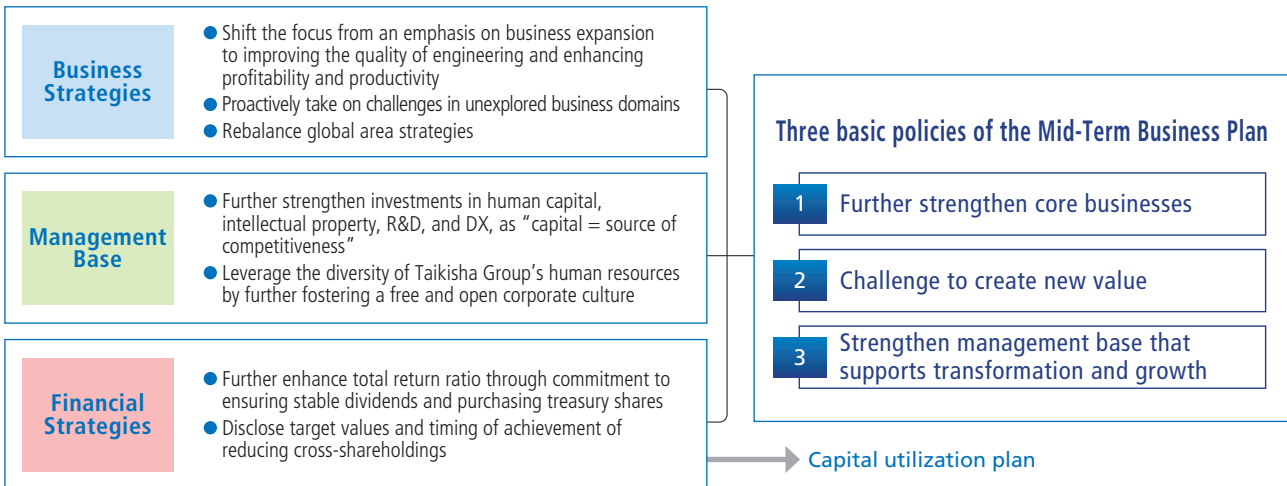 Business
Strategies
● Shift the focus from an emphasis on business expansion
to improving the quality of engineering and enhancing
profitability and productivity
● Proactively take on challenges in unexplored business domains
● Rebalance global area strategies
Management
Base
● Further strengthen investments in human capital,
intellectual property, R&D, and DX, as “capital = source of
competitiveness”
● Leverage the diversity of Taikisha Group’s human resources
by further fostering a free and open corporate culture
Financial
Strategies
● Further enhance total return ratio through commitment to
ensuring stable dividends and purchasing treasury shares
● Disclose target values and timing of achievement of
reducing cross-shareholdings
Three basic policies of the Mid-Term Business Plan
1 Further strengthen core businesses
2 Challenge to create new value
3 Strengthen management base that
supports transformation and growth
Capital utilization plan